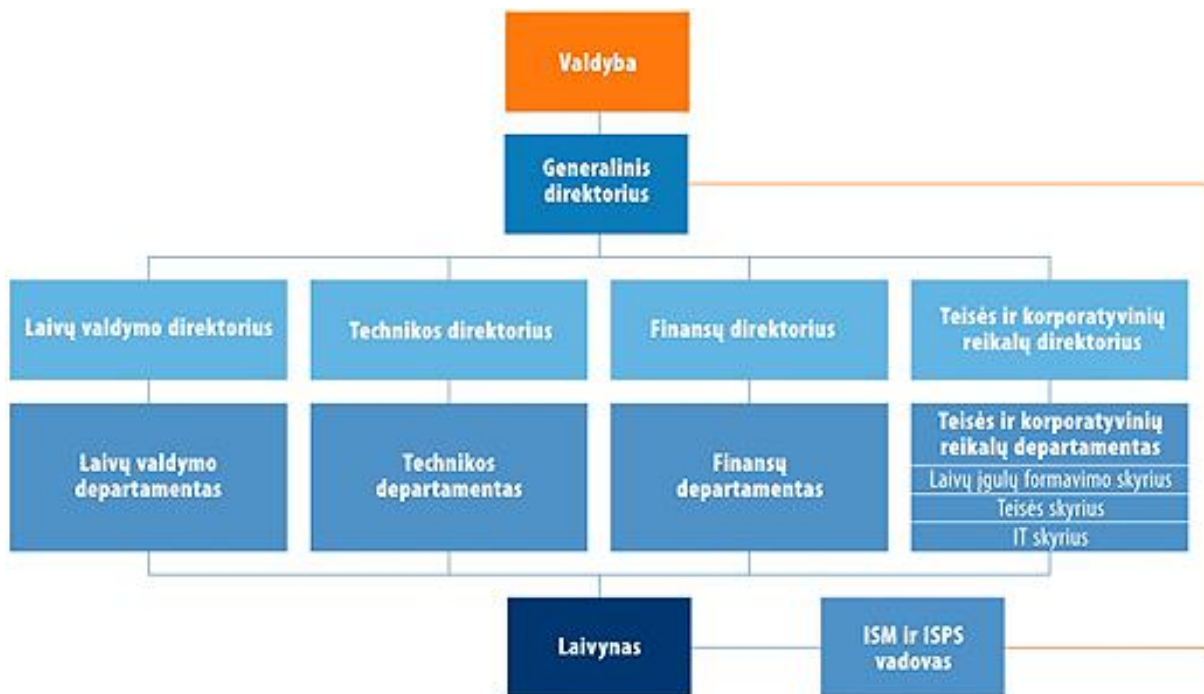 Valdyba
Generalinis
direktorius
Laivų valdymo direktorius
Technikos direktorius
Finansų direktorius
Teisės ir korporatyvinių
reikalų direktorius
Laivų valdymo
departamentas
Technikos
departamentas
Finansų
departamentas
Teisės ir korporatyvinių
reikalų departamentas
Laivų įgulų formavimo skyrius
Teisės skyrius
IT skyrius
Laivynas
ISM ir ISPS
vadovas